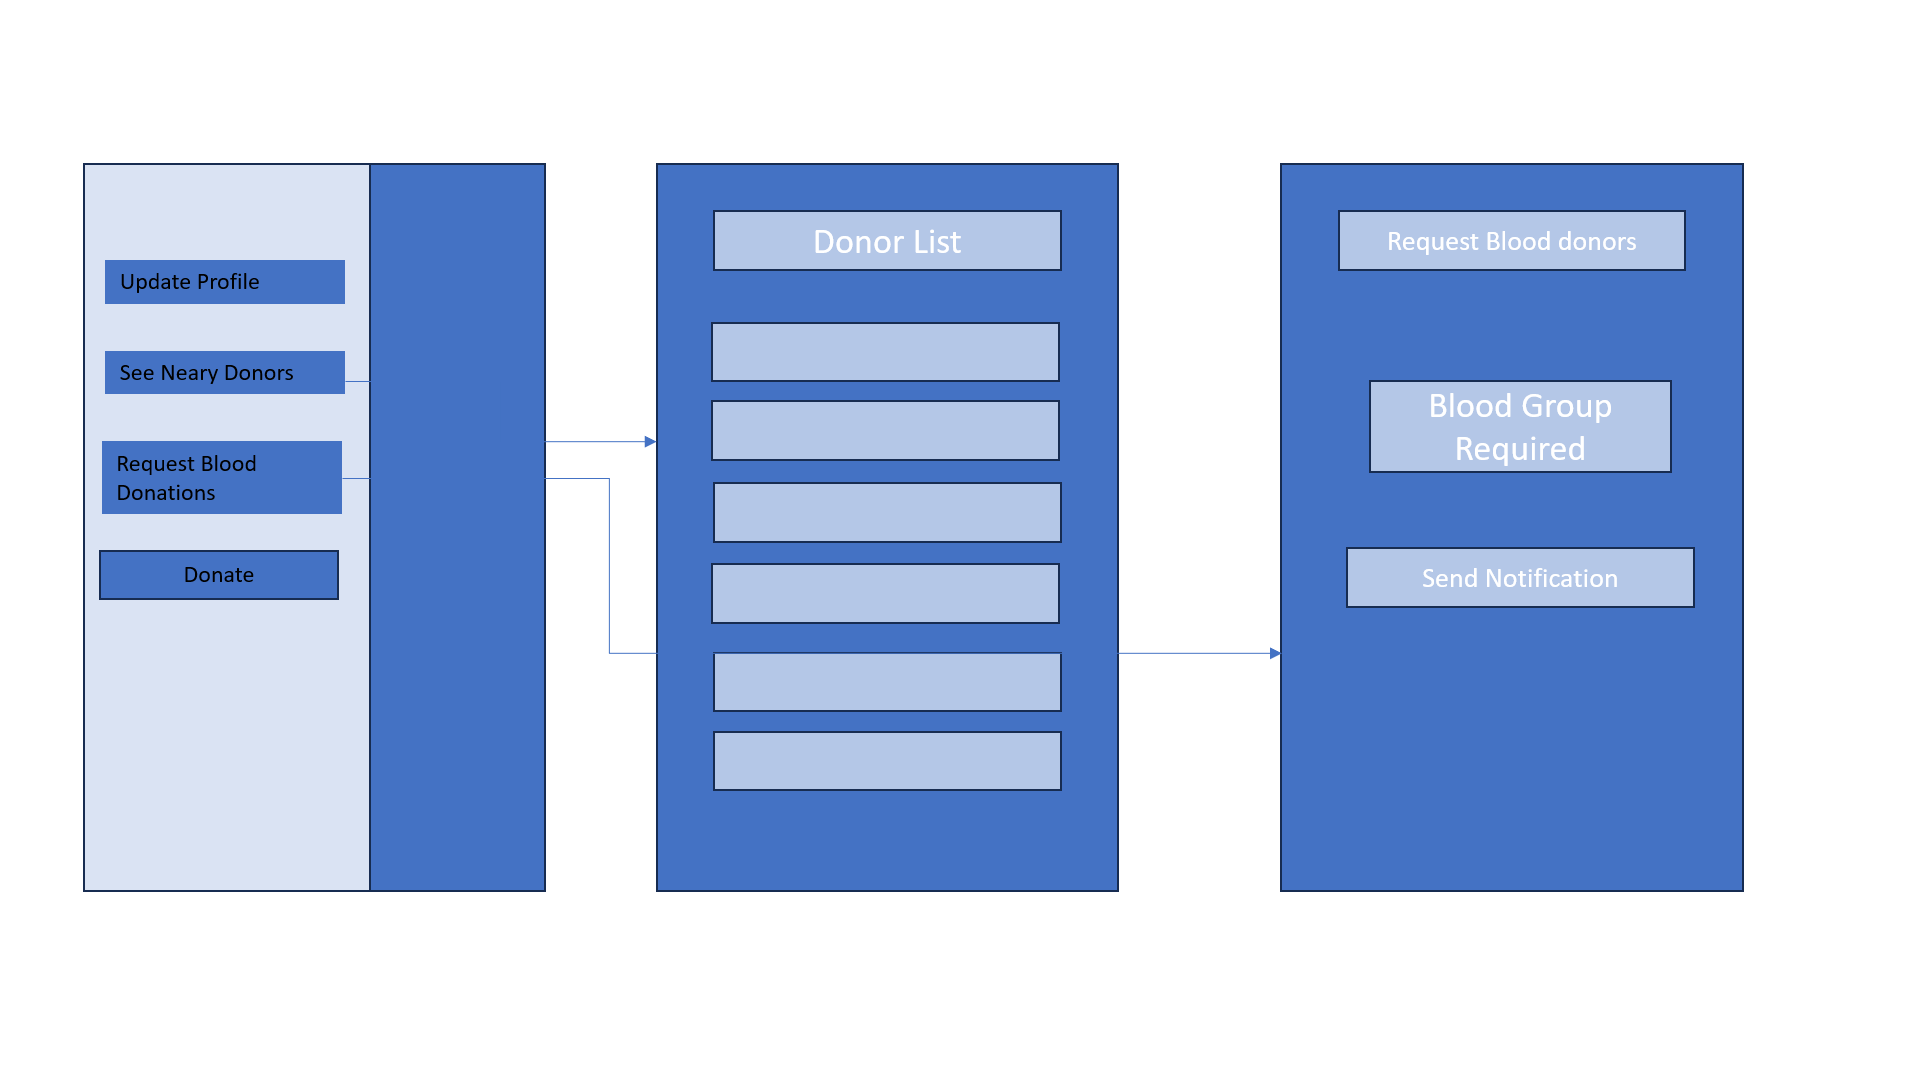 Update Profile
See Neary Donors
Request Blood
Donations
Donate
Donor List
Request Blood donors
Blood Group
Required
Send Notification